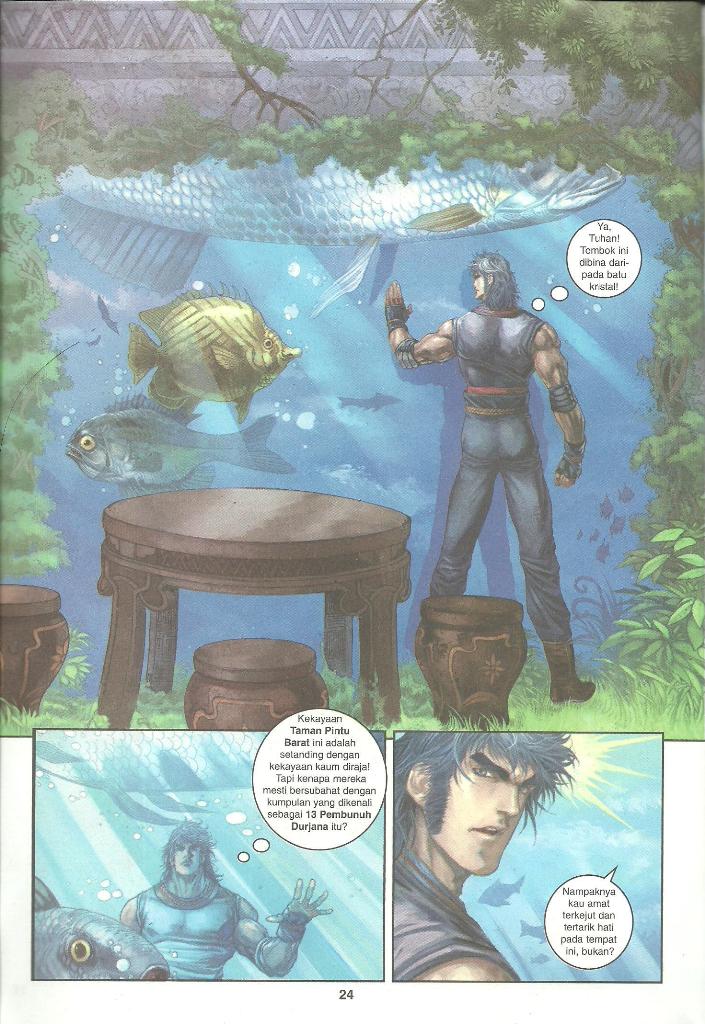 Ya,
Tuhan!
Tembok ini
dibina dari-
pada batu
kristal!
Kekayaan
Taman Pintu
Barat ini adalah
setanding dengan
kekayaan kaum diraja!
Tapi kenapa mereka
mesti bersubahat dengan
kumpulan yang dikenali
sebagai 13 Pembunuh
Durjana itu?
Nampaknya
kau amat
terkejut dan
tertarik hati
pada tempat
ini, bukan?
24